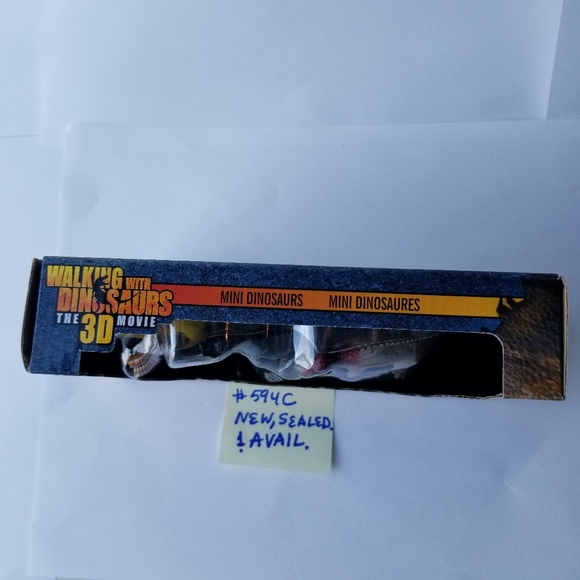 WALKING WITH
DINOSAURS
THE 3D MOVIE
MINI DINOSAURS MINI DINOSAURES
#594C
NEW, SEALED.
1 AVAIL.